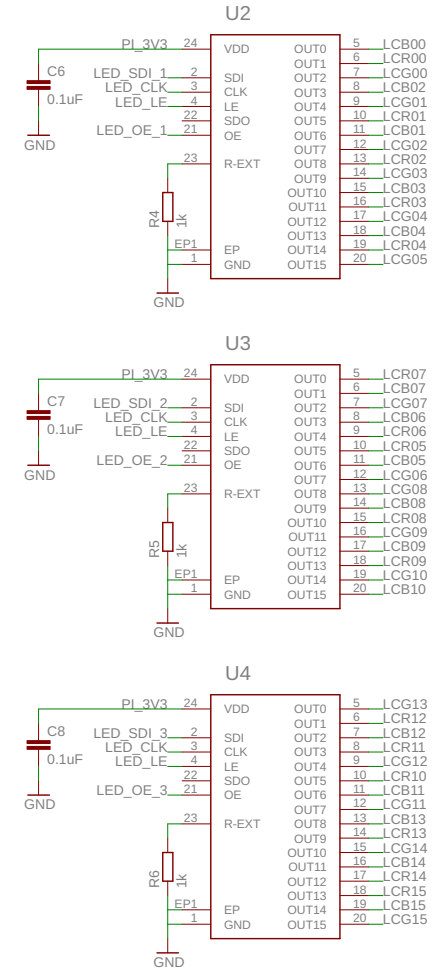 U2
PI_3V3 24 VDD OUT0 5 LCB00
OUT1 6 LCR00
C6 LED_SDI_1 2 SDI OUT2 7 LCG00
LED_CLK 3 CLK OUT3 8 LCB02
0.1uF LED_LE 4 LE OUT4 9 LCG01
22 SDO OUT5 10 LCR01
LED_OE_1 21 OE OUT6 11 LCB01
GND OUT7 12 LCG02
23 R-EXT OUT8 13 LCR02
OUT9 14 LCG03
OUT10 15 LCB03
OUT11 16 LCR03
R4 1k OUT12 17 LCG04
OUT13 18 LCB04
EP1 EP OUT14 19 LCR04
1 GND OUT15 20 LCG05
GND
U3
PI_3V3 24 VDD OUT0 5 LCR07
OUT1 6 LCB07
C7 LED_SDI_2 2 SDI OUT2 7 LCG07
LED_CLK 3 CLK OUT3 8 LCB06
0.1uF LED_LE 4 LE OUT4 9 LCR06
22 SDO OUT5 10 LCR05
LED_OE_2 21 OE OUT6 11 LCB05
GND OUT7 12 LCG06
23 R-EXT OUT8 13 LCG08
OUT9 14 LCB08
OUT10 15 LCR08
OUT11 16 LCG09
R5 1k OUT12 17 LCB09
OUT13 18 LCR09
EP1 EP OUT14 19 LCG10
1 GND OUT15 20 LCB10
GND
U4
PI_3V3 24 VDD OUT0 5 LCG13
OUT1 6 LCR12
C8 LED_SDI_3 2 SDI OUT2 7 LCB12
LED_CLK 3 CLK OUT3 8 LCR11
0.1uF LED_LE 4 LE OUT4 9 LCG12
22 SDO OUT5 10 LCR10
LED_OE_3 21 OE OUT6 11 LCB11
GND OUT7 12 LCG11
23 R-EXT OUT8 13 LCB13
OUT9 14 LCR13
OUT10 15 LCG14
OUT11 16 LCB14
R6 1k OUT12 17 LCR14
OUT13 18 LCR15
EP1 EP OUT14 19 LCB15
1 GND OUT15 20 LCG15
GND